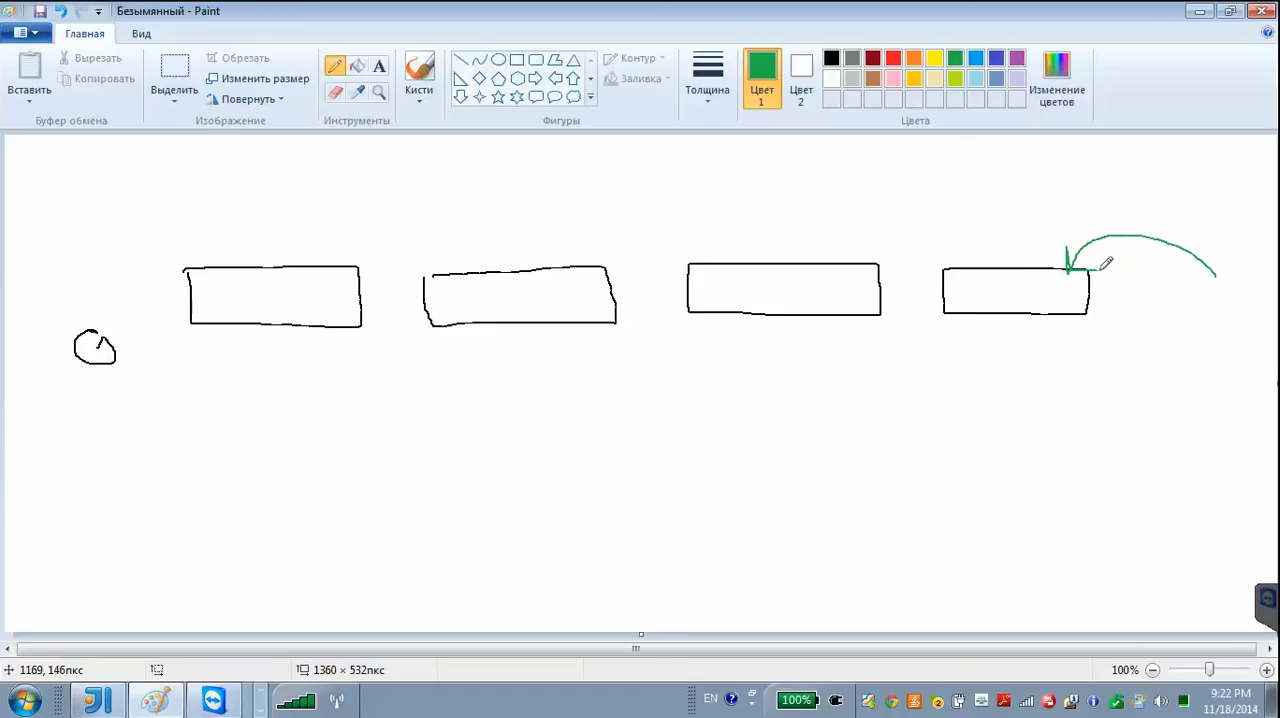 Безымянный - Paint
Главная Вид
Вставить
Вырезать
Копировать
Буфер обмена
Выделить
Обрезать
Изменить размер
Повернуть
Изображение
A
Инструменты
Кисти
Контур
Заливка
Фигуры
Толщина
Цвет 1
Цвет 2
Изменение цветов
Цвета
1169, 146пкс
1360 × 532пкс
100%
EN
100%
9:22 PM
11/18/2014